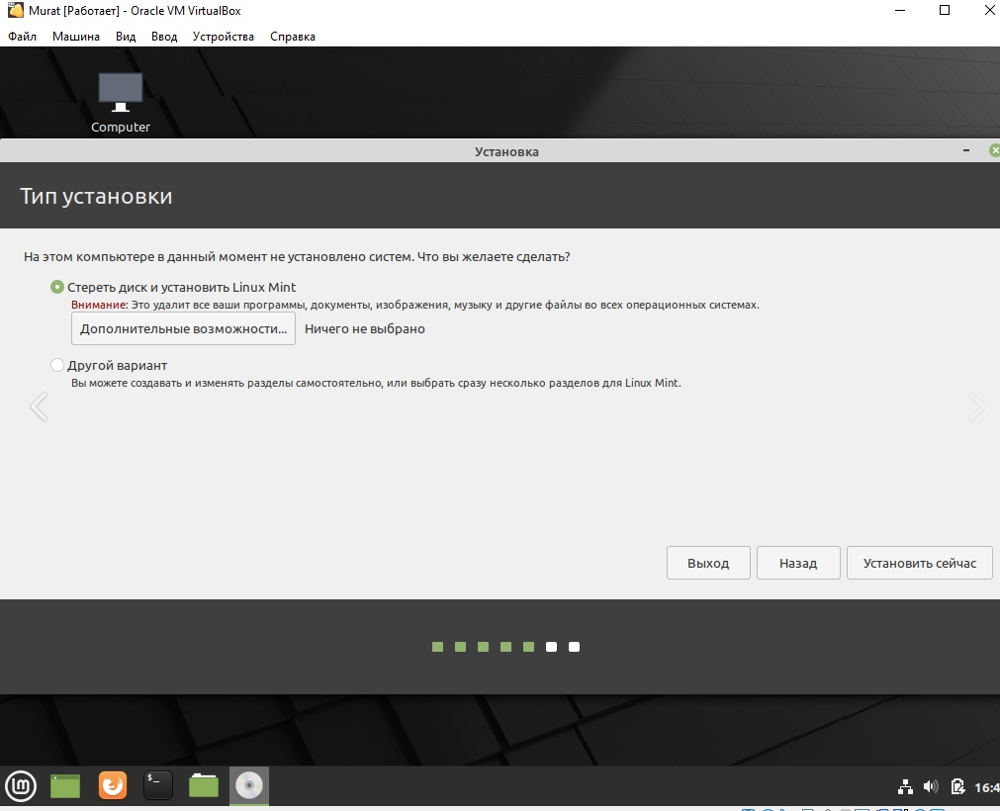 Murat [Работает] - Oracle VM VirtualBox
Файл Машина Вид Ввод Устройства Справка
Computer
Установка
Тип установки
На этом компьютере в данный момент не установлено систем. Что вы желаете сделать?
Стереть диск и установить Linux Mint
Внимание: Это удалит все ваши программы, документы, изображения, музыку и другие файлы во всех операционных системах.
Дополнительные возможности... Ничего не выбрано
Другой вариант
Вы можете создавать и изменять разделы самостоятельно, или выбрать сразу несколько разделов для Linux Mint.
Выход Назад Установить сейчас
$_
16:4